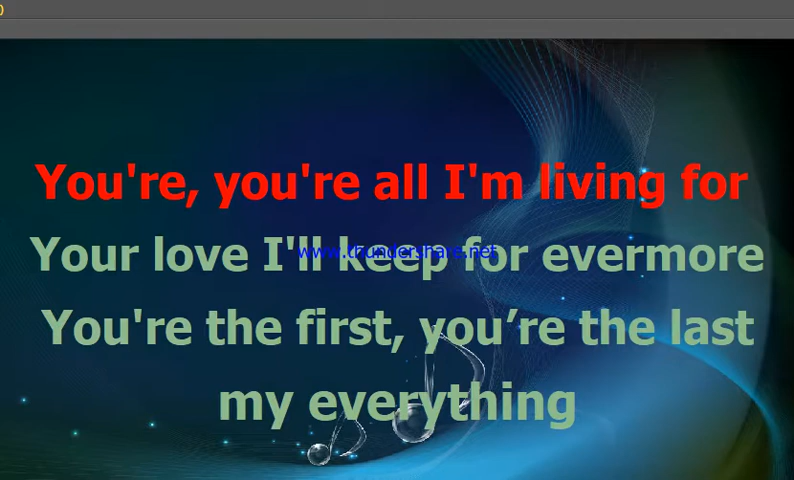 You're, you're all I'm living for
Your love I'll keep for evermore
www.thundershare.net
You're the first, you’re the last
my everything